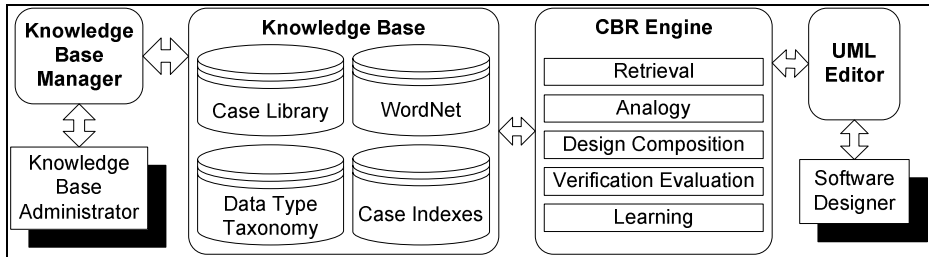 Knowledge
Base
Manager
Knowledge
Base
Administrator
Knowledge Base
Case Library
WordNet
Data Type
Taxonomy
Case Indexes
CBR Engine
Retrieval
Analogy
Design Composition
Verification Evaluation
Learning
UML
Editor
Software
Designer